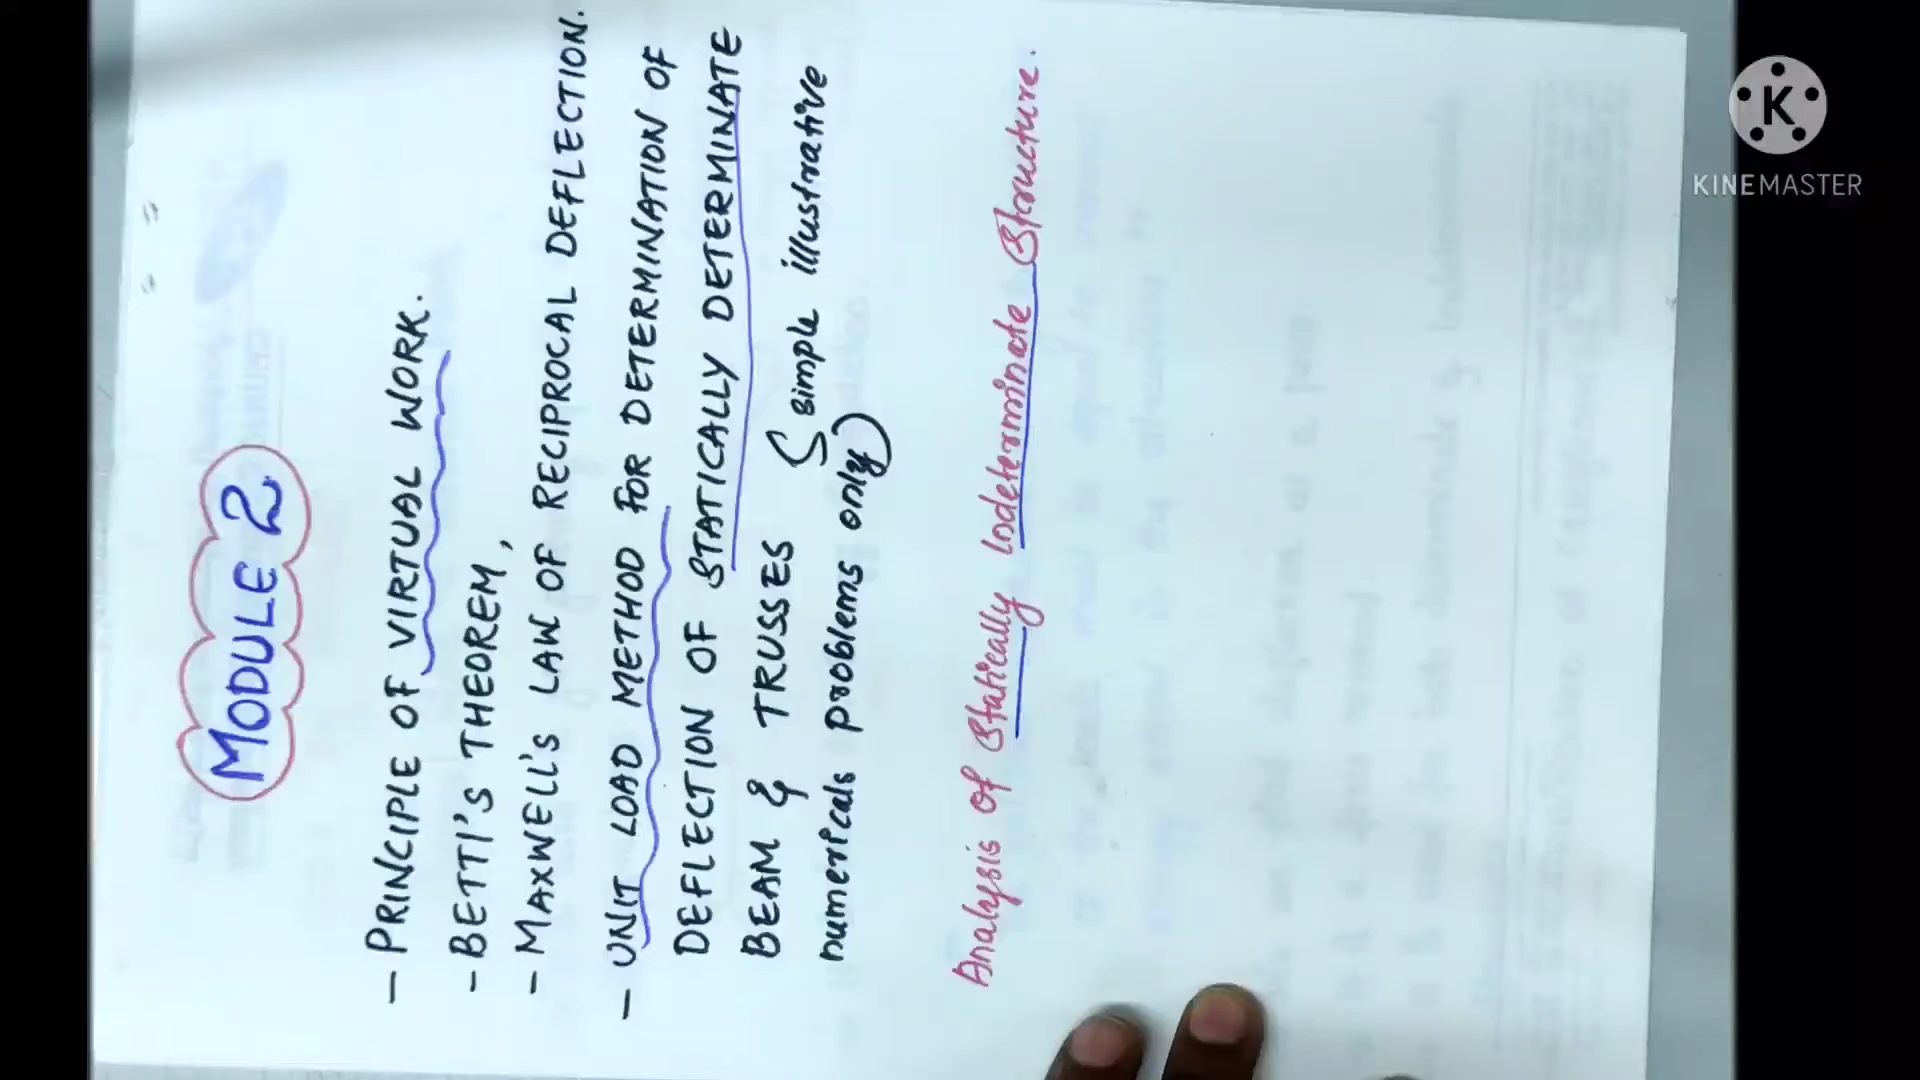 MODULE 2
- PRINCIPLE OF VIRTUAL WORK.
- BETTI'S THEOREM,
- MAXWELL'S LAW OF RECIPROCAL DEFLECTION.
- UNIT LOAD METHOD FOR DETERMINATION OF
DEFLECTION OF STATICALLY DETERMINATE
BEAM & TRUSSES (simple illustrative
numericals problems only)
Analysis of Statically Indeterminate Structure.
KINEMASTER